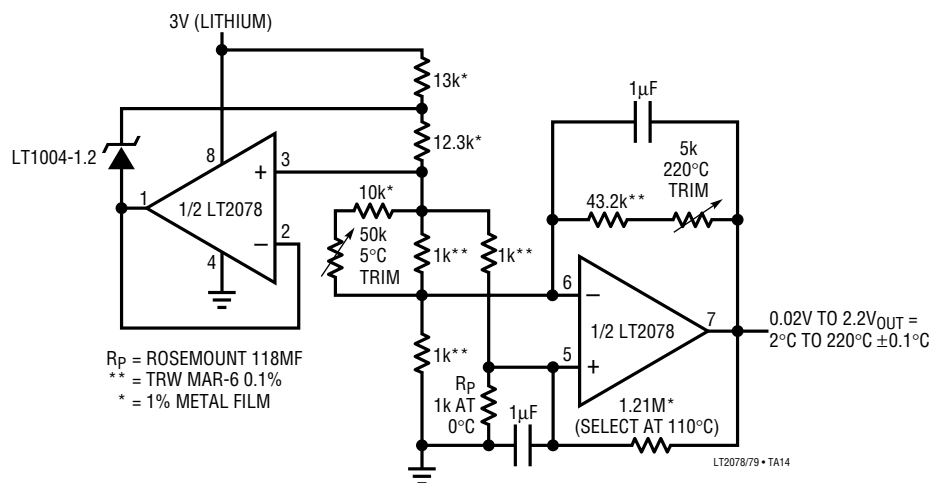 3V (LITHIUM)
13k*
1µF
LT1004-1.2
12.3k*
5k
220°C
TRIM
8
3
+
10k*
43.2k**
1
1/2 LT2078
2
–
50k
5°C
TRIM
1k**
1k**
4
6
–
1/2 LT2078
7
0.02V TO 2.2VOUT =
2°C TO 220°C ±0.1°C
5
+
RP = ROSEMOUNT 118MF
** = TRW MAR-6 0.1%
* = 1% METAL FILM
1k**
RP
1k AT
0°C
1µF
1.21M*
(SELECT AT 110°C)
LT2078/79 • TA14